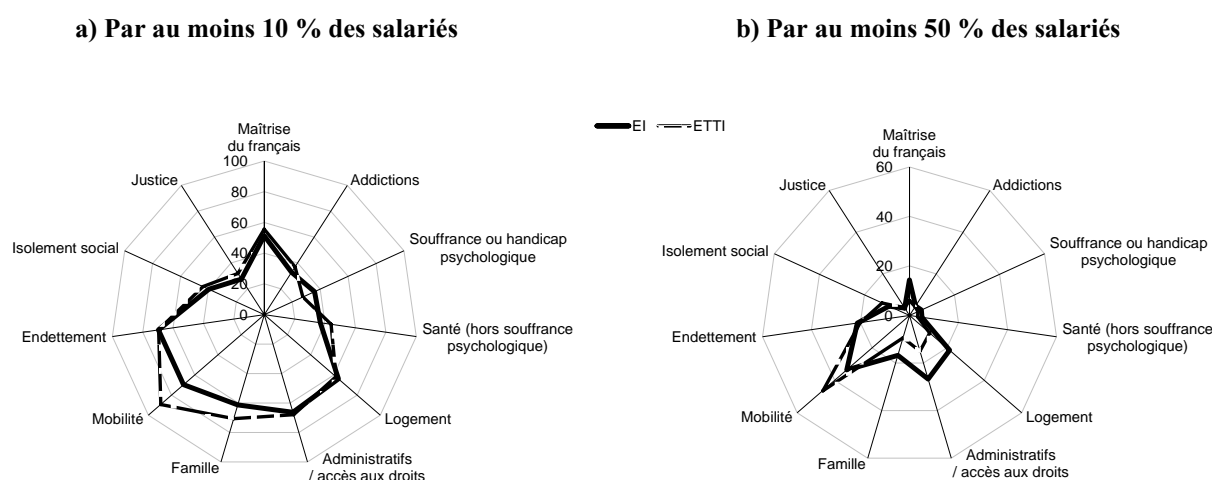 a) Par au moins 10 % des salariés
b) Par au moins 50 % des salariés
EI
ETTI
Maîtrise
du français
100
80
60
40
20
0
Addictions
Souffrance ou handicap
psychologique
Santé (hors souffrance
psychologique)
Logement
Administratifs
/ accès aux droits
Famille
Mobilité
Endettement
Isolement social
Justice
Maîtrise
du français
60
40
20
0
Addictions
Souffrance ou handicap
psychologique
Santé (hors souffrance
psychologique)
Logement
Administratifs
/ accès aux droits
Famille
Mobilité
Endettement
Isolement social
Justice